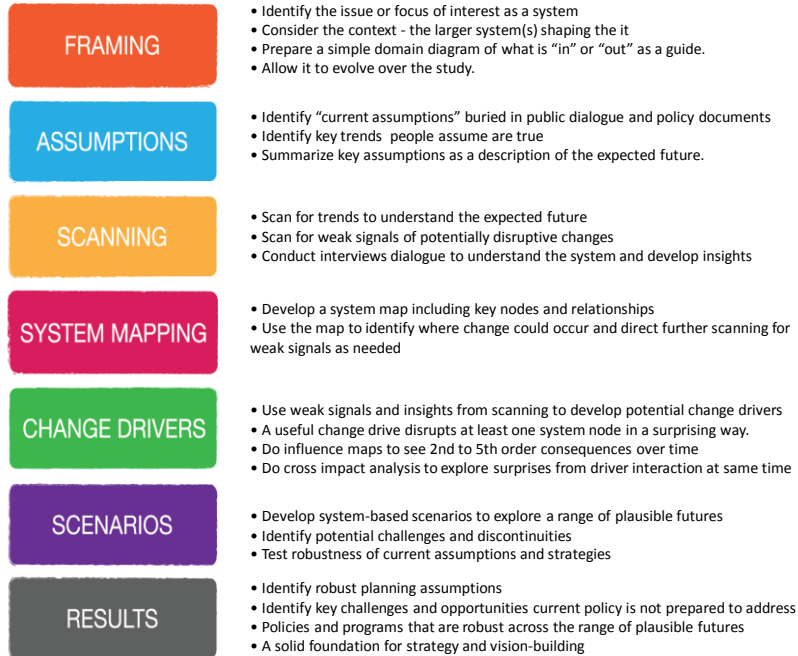 FRAMING
• Identify the issue or focus of interest as a system
• Consider the context - the larger system(s) shaping the it
• Prepare a simple domain diagram of what is “in” or “out” as a guide.
• Allow it to evolve over the study.
ASSUMPTIONS
• Identify “current assumptions” buried in public dialogue and policy documents
• Identify key trends people assume are true
• Summarize key assumptions as a description of the expected future.
SCANNING
• Scan for trends to understand the expected future
• Scan for weak signals of potentially disruptive changes
• Conduct interviews dialogue to understand the system and develop insights
SYSTEM MAPPING
• Develop a system map including key nodes and relationships
• Use the map to identify where change could occur and direct further scanning for
weak signals as needed
CHANGE DRIVERS
• Use weak signals and insights from scanning to develop potential change drivers
• A useful change drive disrupts at least one system node in a surprising way.
• Do influence maps to see 2nd to 5th order consequences over time
• Do cross impact analysis to explore surprises from driver interaction at same time
SCENARIOS
• Develop system-based scenarios to explore a range of plausible futures
• Identify potential challenges and discontinuities
• Test robustness of current assumptions and strategies
RESULTS
• Identify robust planning assumptions
• Identify key challenges and opportunities current policy is not prepared to address
• Policies and programs that are robust across the range of plausible futures
• A solid foundation for strategy and vision-building